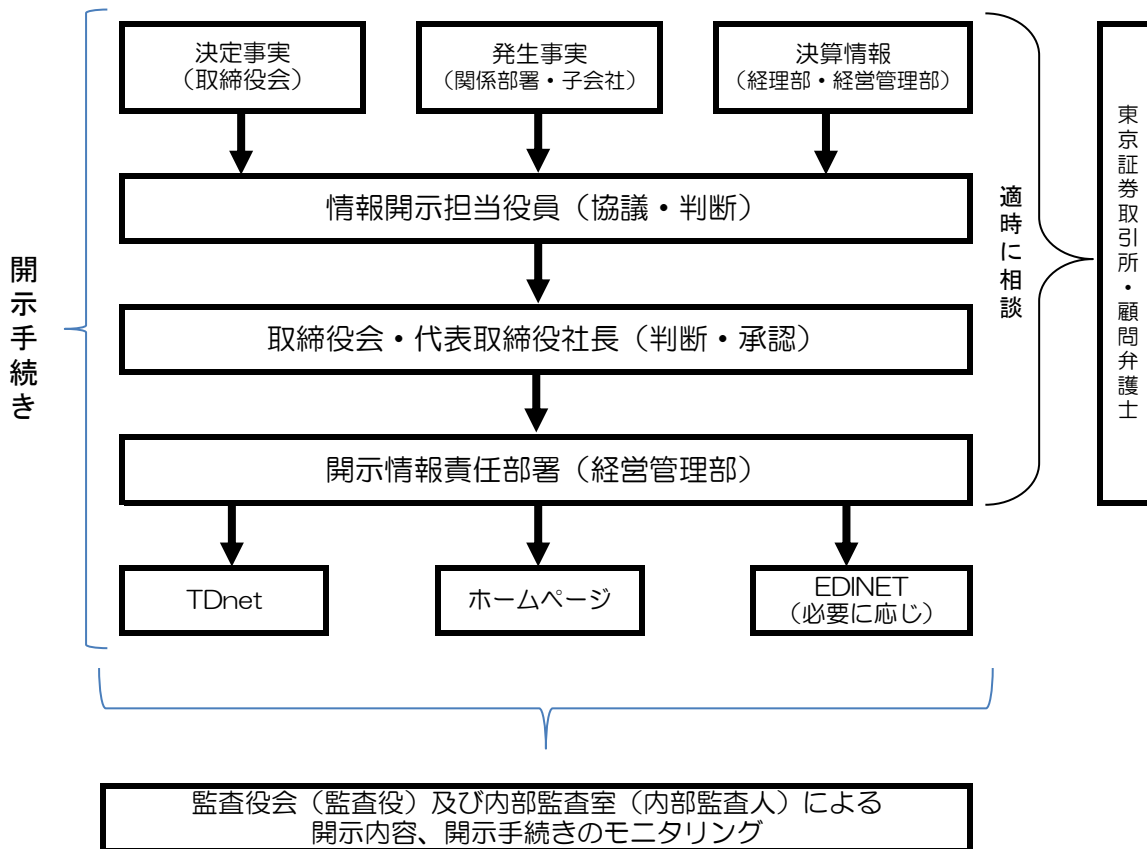 開示手続き
決定事実
（取締役会）
発生事実
（関係部署・子会社）
決算情報
（経理部・経営管理部）
情報開示担当役員（協議・判断）
取締役会・代表取締役社長（判断・承認）
開示情報責任部署（経営管理部）
TDnet
ホームページ
EDINET
（必要に応じ）
適時に相談
東京証券取引所・顧問弁護士
監査役会（監査役）及び内部監査室（内部監査人）による
開示内容、開示手続きのモニタリング